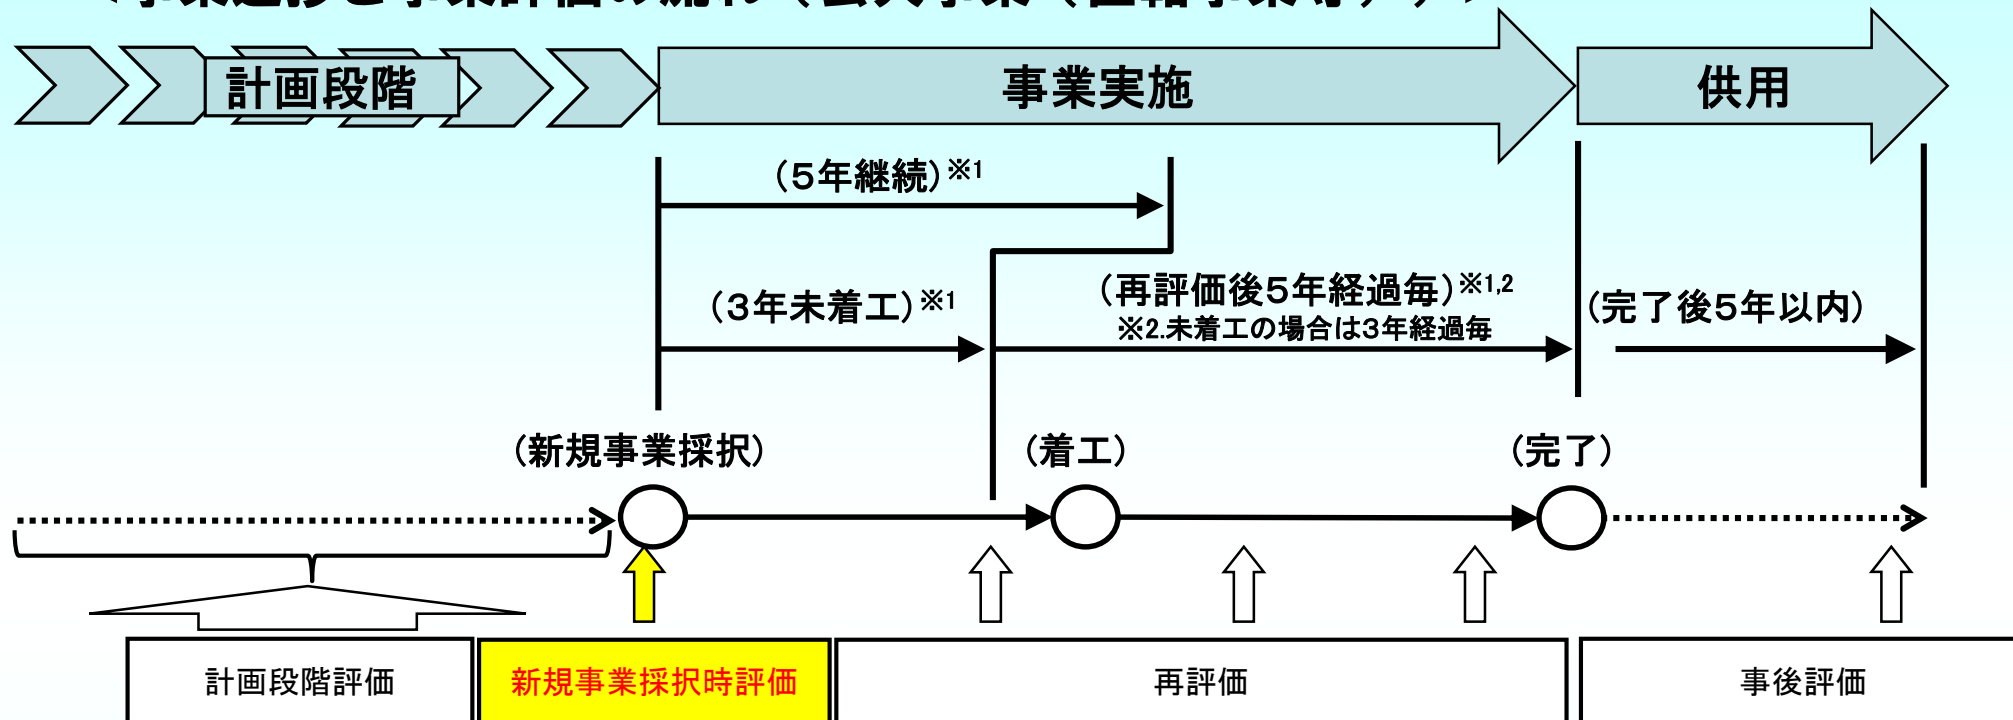 計画段階
事業実施
供用
（５年継続）※1
（３年未着工）※1
（再評価後５年経過毎）※1,2
※2.未着工の場合は３年経過毎
（完了後５年以内）
（新規事業採択）
（着工）
（完了）
計画段階評価
新規事業採択時評価
再評価
事後評価